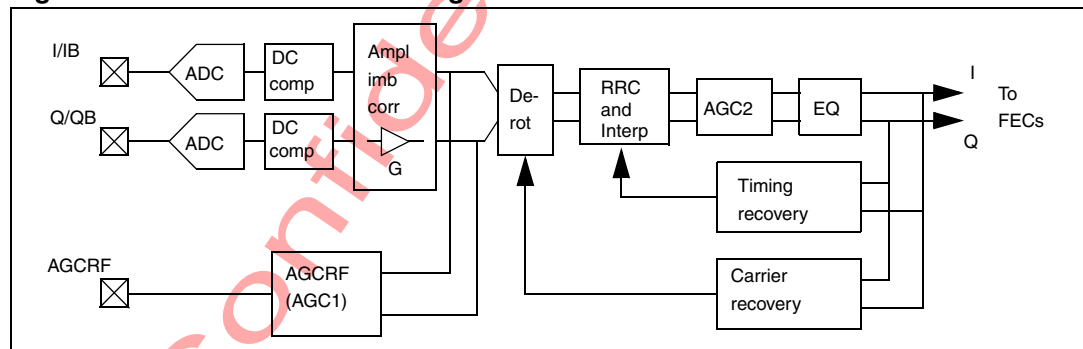 I/IB
ADC
DC
comp
Ampl
imb
corr
Q/QB
ADC
DC
comp
G
De-
rot
RRC
and
Interp
AGC2
EQ
I
To
FECs
Q
Timing
recovery
AGCRF
AGCRF
(AGC1)
Carrier
recovery
onfide